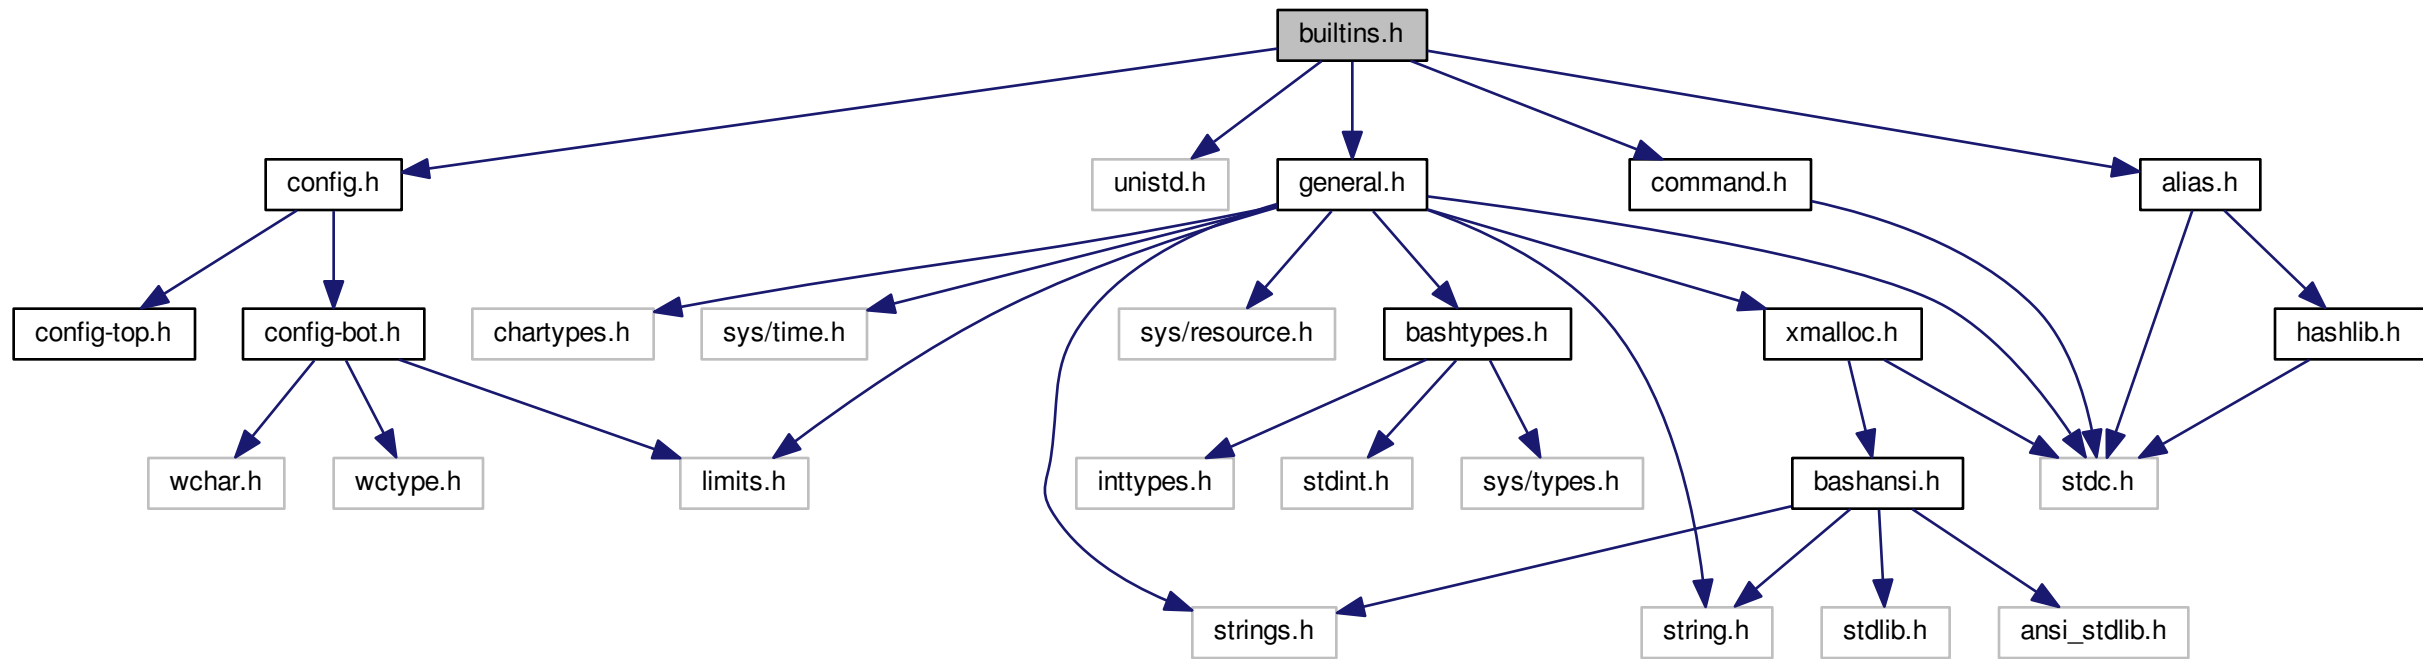 builtins.h
config.h
unistd.h
general.h
command.h
alias.h
config-top.h
config-bot.h
chartypes.h
sys/time.h
sys/resource.h
bashtypes.h
xmalloc.h
hashlib.h
wchar.h
wctype.h
limits.h
inttypes.h
stdint.h
sys/types.h
bashansi.h
stdc.h
strings.h
string.h
stdlib.h
ansi_stdlib.h